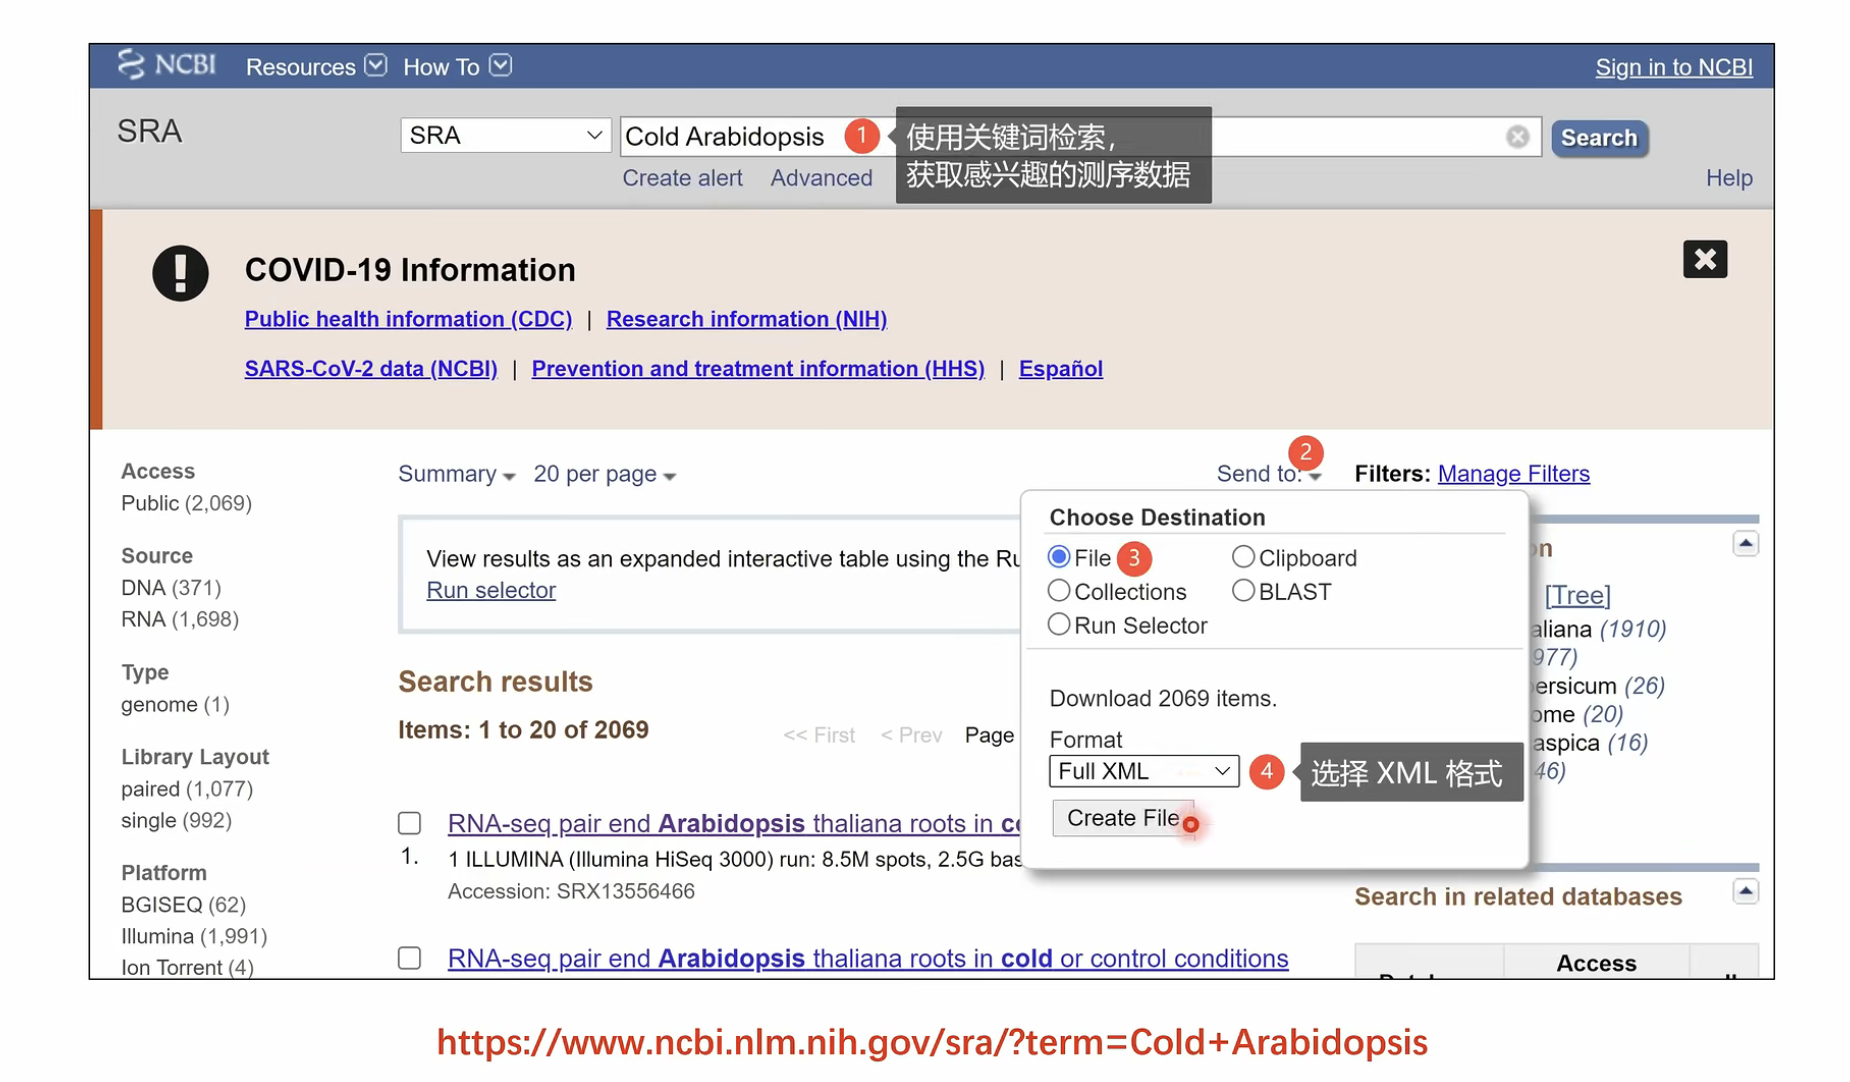 NCBI Resources How To Sign in to NCBI
SRA SRA Cold Arabidopsis 1 使用关键词检索， Search
Create alert Advanced 获取感兴趣的测序数据 Help
COVID-19 Information
Public health information (CDC) | Research information (NIH)
SARS-CoV-2 data (NCBI) | Prevention and treatment information (HHS) | Español
Access
Public (2,069)
Source
DNA (371)
RNA (1,698)
Type
genome (1)
Library Layout
paired (1,077)
single (992)
Platform
BGISEQ (62)
Illumina (1,991)
Ion Torrent (4)
Summary 20 per page
View results as an expanded interactive table using the
Run selector
Search results
Items: 1 to 20 of 2069 << First < Prev Page
RNA-seq pair end Arabidopsis thaliana roots in
1. 1 ILLUMINA (Illumina HiSeq 3000) run: 8.5M spots, 2.5G
Accession: SRX13556466
RNA-seq pair end Arabidopsis thaliana roots in cold or control conditions
2
Send to: Filters: Manage Filters
Choose Destination
File 3 Clipboard
Collections BLAST
Run Selector
Download 2069 items.
Format
Full XML 4 选择 XML 格式
Create File
[Tree]
aliana (1910)
977)
ersicum (26)
ome (20)
aspica (16)
46)
Search in related databases
Access
https://www.ncbi.nlm.nih.gov/sra/?term=Cold+Arabidopsis